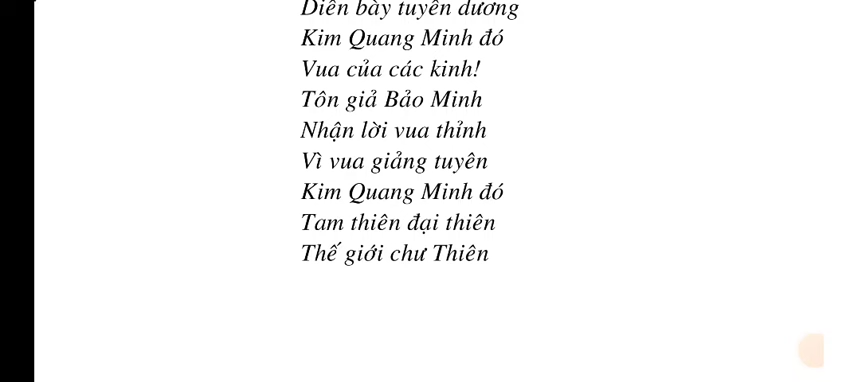 Diễn bày tuyên dương
Kim Quang Minh đó
Vua của các kinh!
Tôn giả Bảo Minh
Nhận lời vua thỉnh
Vì vua giảng tuyên
Kim Quang Minh đó
Tam thiên đại thiên
Thế giới chư Thiên